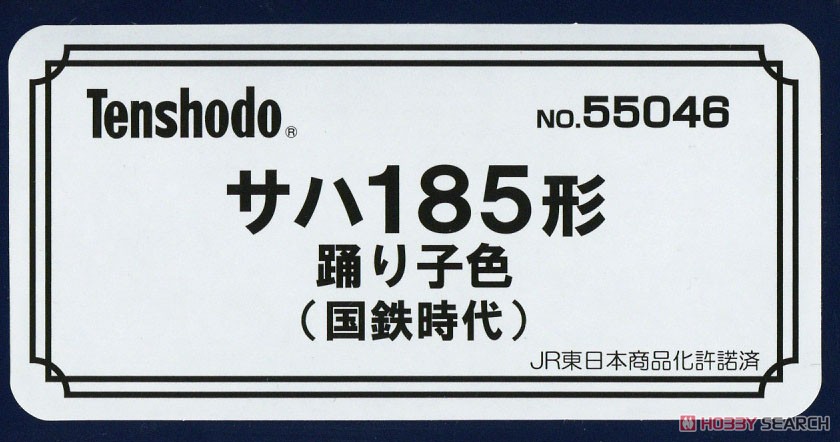 Tenshodo® NO.55046
サハ185形
踊り子色
（国鉄時代）
JR東日本商品化許諾済
HOBBY SEARCH